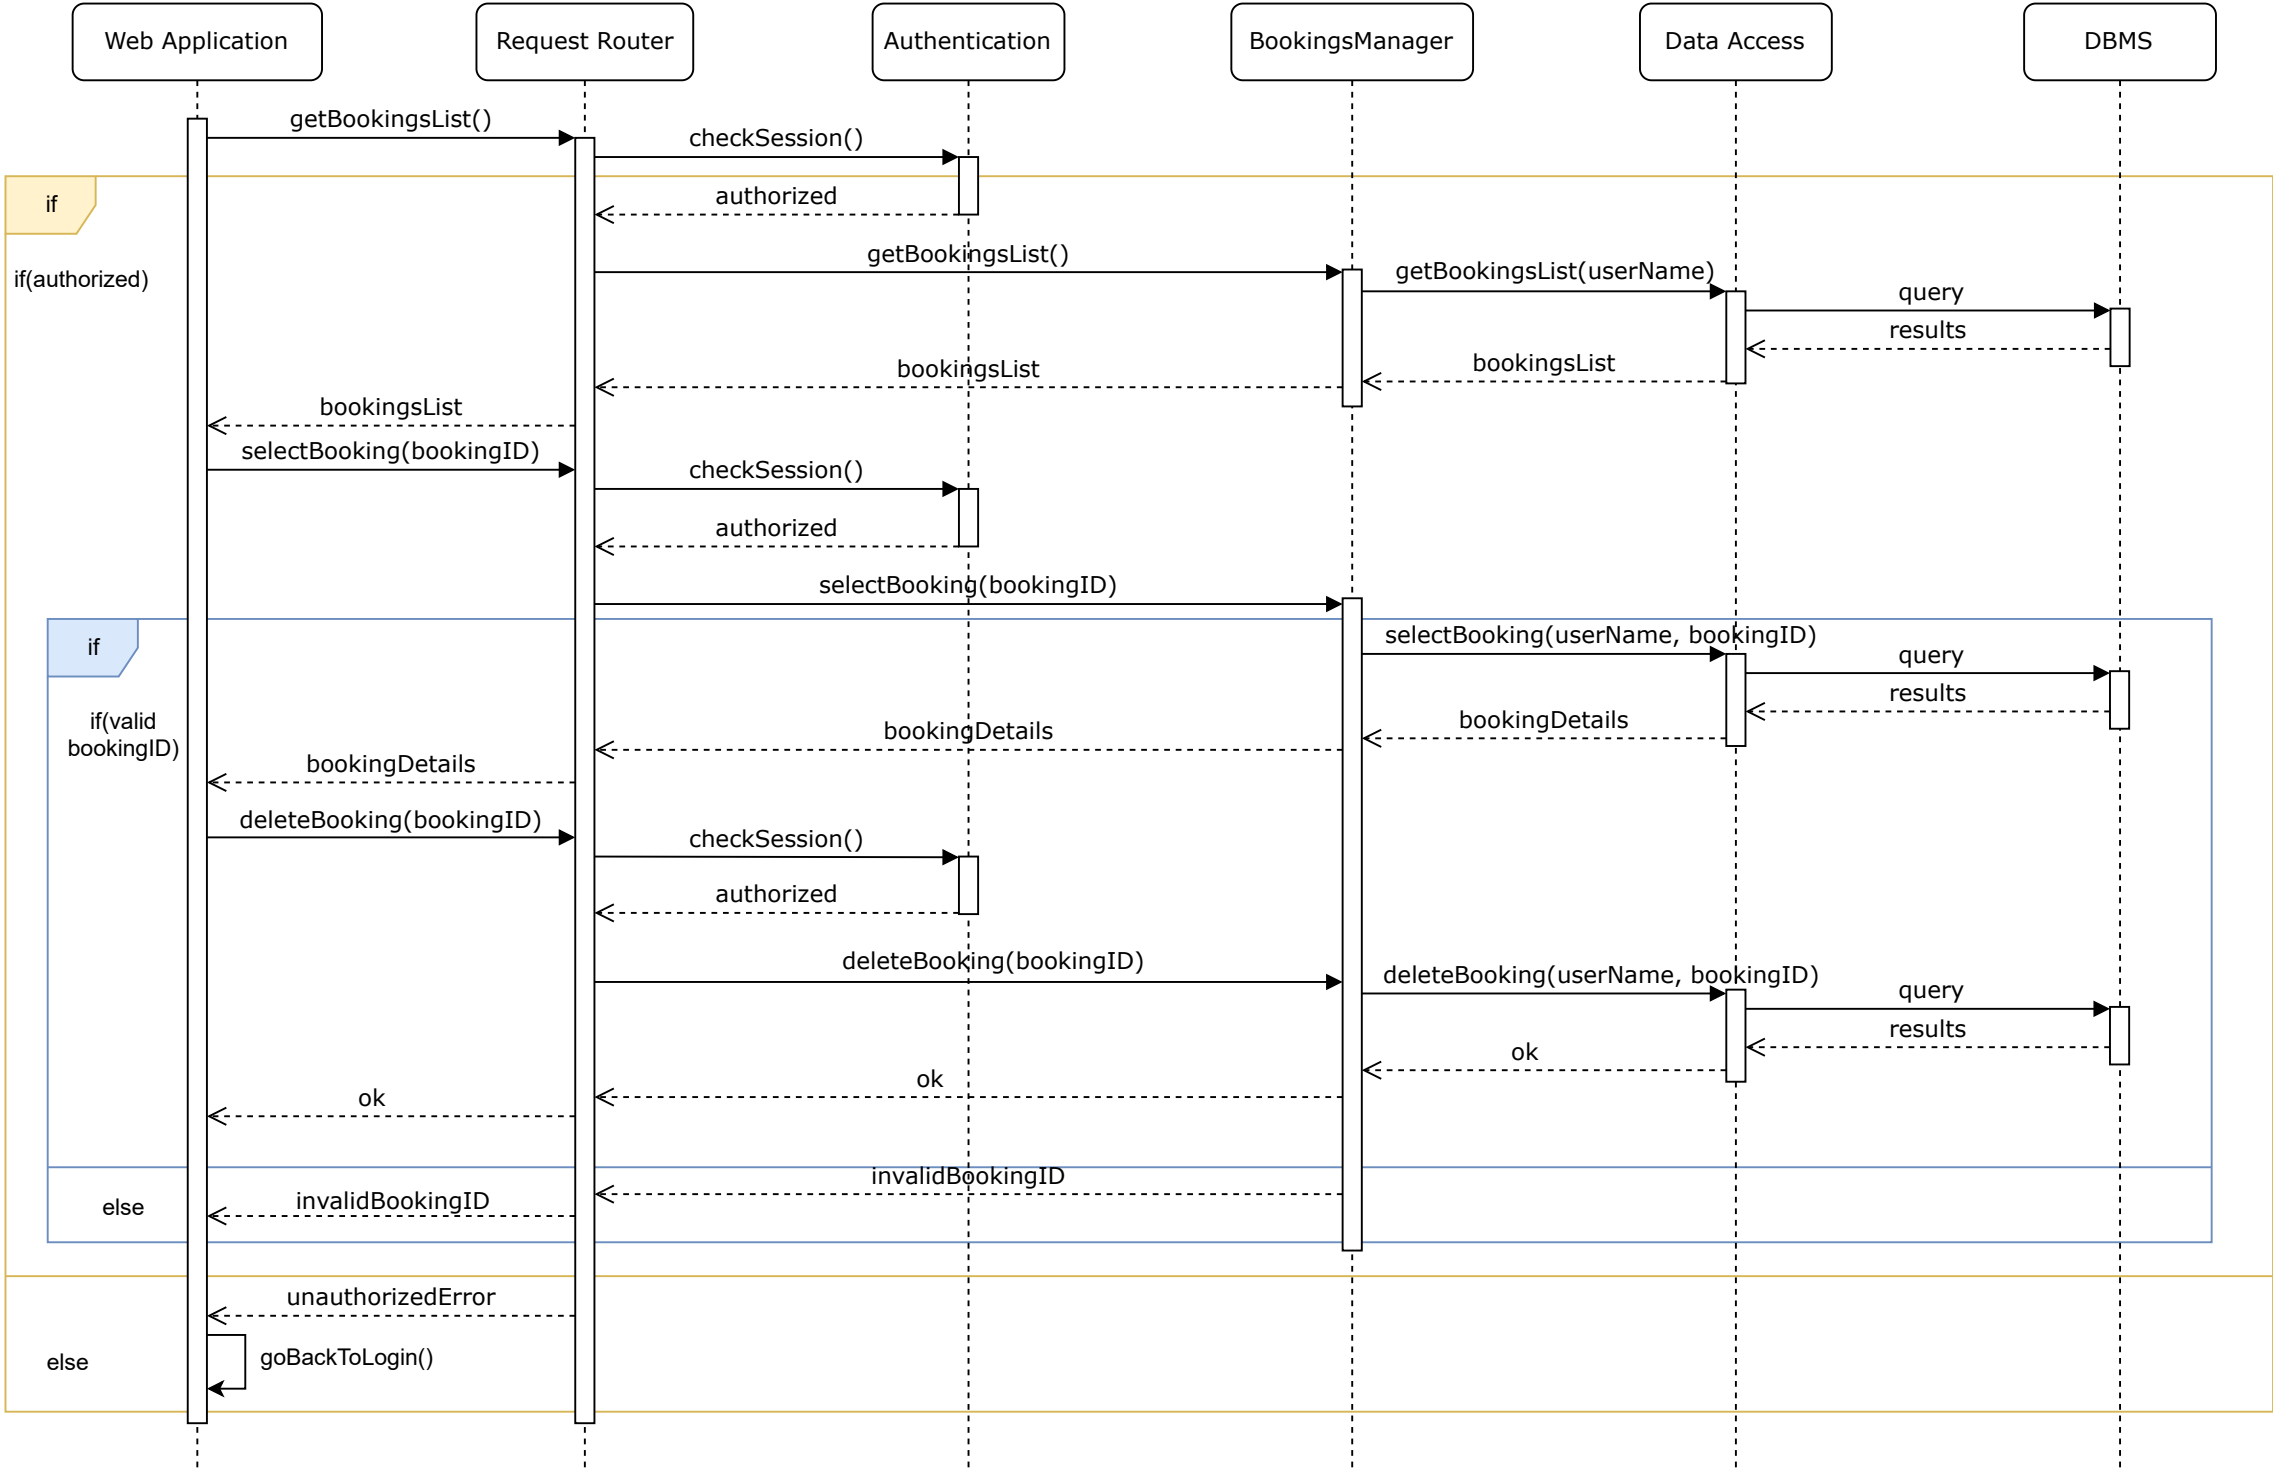 Web Application
Request Router
Authentication
BookingsManager
Data Access
DBMS
getBookingsList()
checkSession()
if
authorized
if(authorized)
getBookingsList()
getBookingsList(userName)
query
results
bookingsList
bookingsList
bookingsList
selectBooking(bookingID)
checkSession()
authorized
selectBooking(bookingID)
if
selectBooking(userName, bookingID)
query
results
if(valid
bookingID)
bookingDetails
bookingDetails
bookingDetails
deleteBooking(bookingID)
checkSession()
authorized
deleteBooking(bookingID)
deleteBooking(userName, bookingID)
query
results
ok
ok
ok
invalidBookingID
else
invalidBookingID
unauthorizedError
else
goBackToLogin()